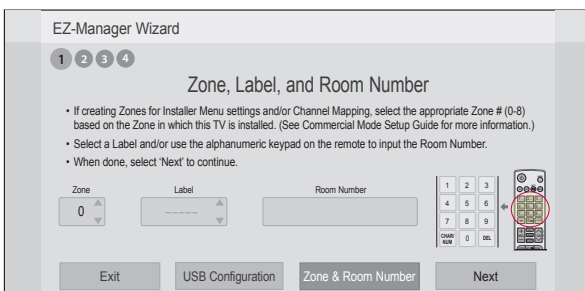 EZ-Manager Wizard
1 2 3 4
Zone, Label, and Room Number
• If creating Zones for Installer Menu settings and/or Channel Mapping, select the appropriate Zone # (0-8)
based on the Zone in which this TV is installed. (See Commercial Mode Setup Guide for more information.)
• Select a Label and/or use the alphanumeric keypad on the remote to input the Room Number.
• When done, select ‘Next’ to continue.
Zone Label Room Number
0 -----
1 2 3
4 5 6
7 8 9
CHAR/
NUM 0 DEL
Exit USB Configuration Zone & Room Number Next